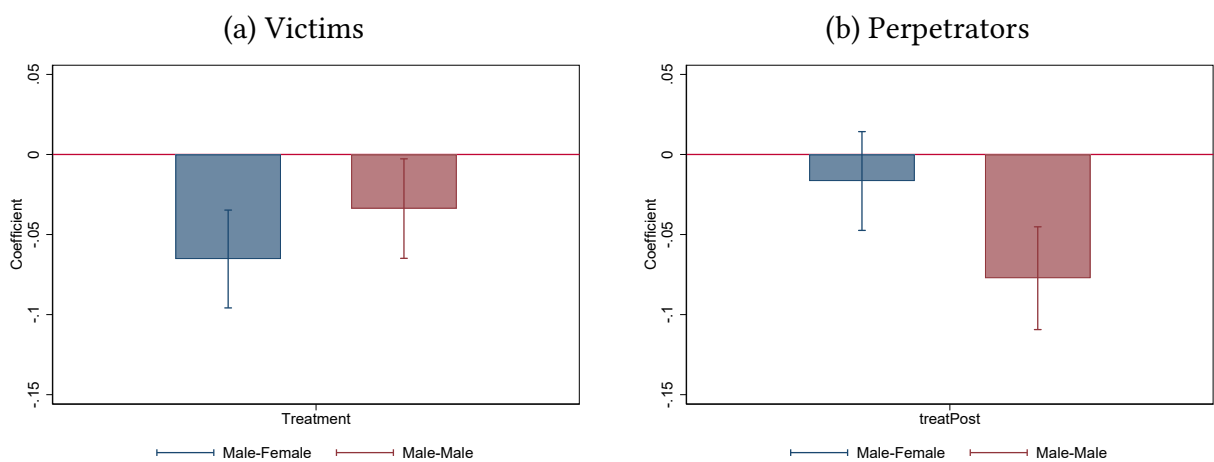 (a) Victims
Coefficient
.05
0
-.05
-.1
-.15
Treatment
Male-Female
Male-Male
(b) Perpetrators
Coefficient
.05
0
-.05
-.1
-.15
treatPost
Male-Female
Male-Male